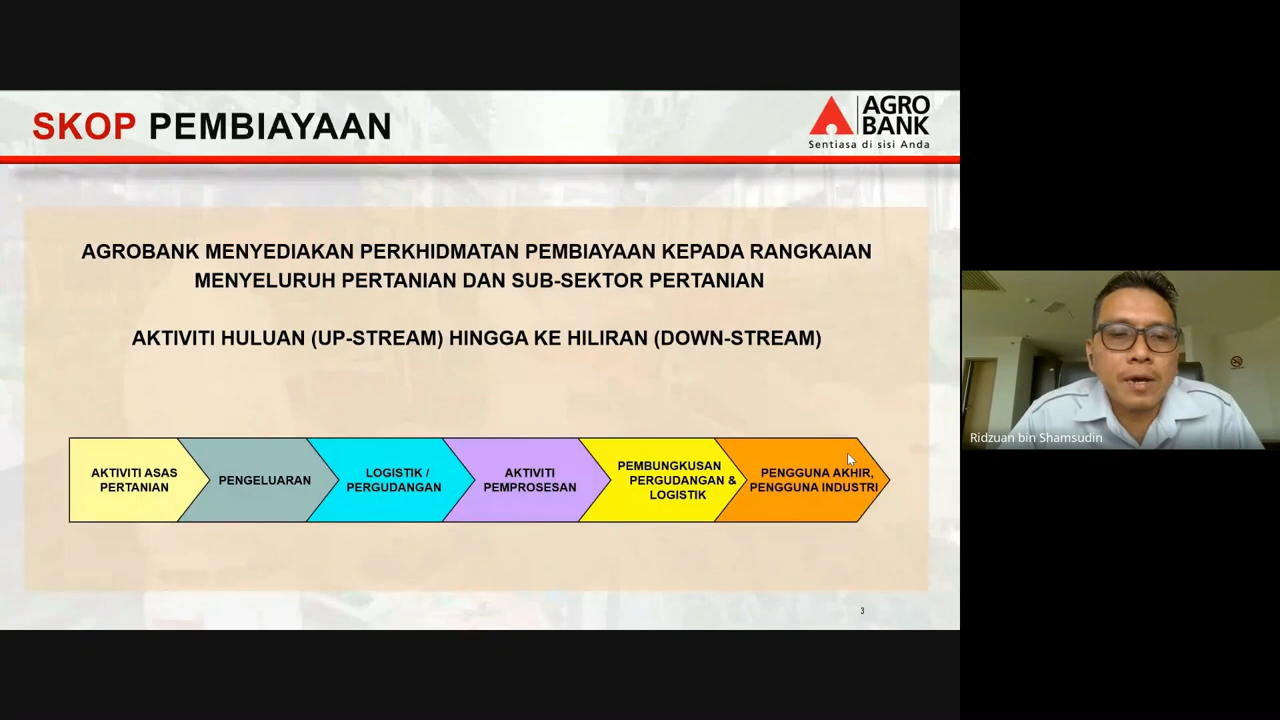 SKOP PEMBIAYAAN
AGRO
BANK
Sentiasa di sisi Anda
AGROBANK MENYEDIAKAN PERKHIDMATAN PEMBIAYAAN KEPADA RANGKAIAN
MENYELURUH PERTANIAN DAN SUB-SEKTOR PERTANIAN
AKTIVITI HULUAN (UP-STREAM) HINGGA KE HILIRAN (DOWN-STREAM)
AKTIVITI ASAS
PERTANIAN
PENGELUARAN
LOGISTIK /
PERGUDANGAN
AKTIVITI
PEMPROSESAN
PEMBUNGKUSAN
PERGUDANGAN &
LOGISTIK
PENGGUNA AKHIR,
PENGGUNA INDUSTRI
3
Ridzuan bin Shamsudin